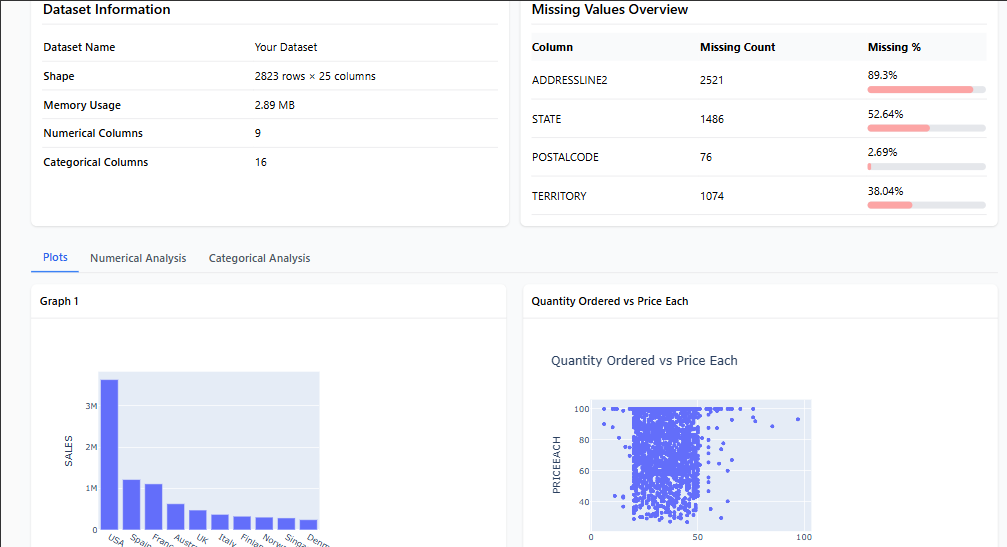 Dataset Information
Dataset Name Your Dataset
Shape 2823 rows × 25 columns
Memory Usage 2.89 MB
Numerical Columns 9
Categorical Columns 16
Missing Values Overview
Column Missing Count Missing %
ADDRESSLINE2 2521 89.3%
STATE 1486 52.64%
POSTALCODE 76 2.69%
TERRITORY 1074 38.04%
Plots Numerical Analysis Categorical Analysis
Graph 1
SALES
3M
2M
1M
0
USA Spain Franc Austra UK Italy Finlan Norw Singa Denm
Quantity Ordered vs Price Each
Quantity Ordered vs Price Each
PRICEEACH
100
80
60
40
0 50 100